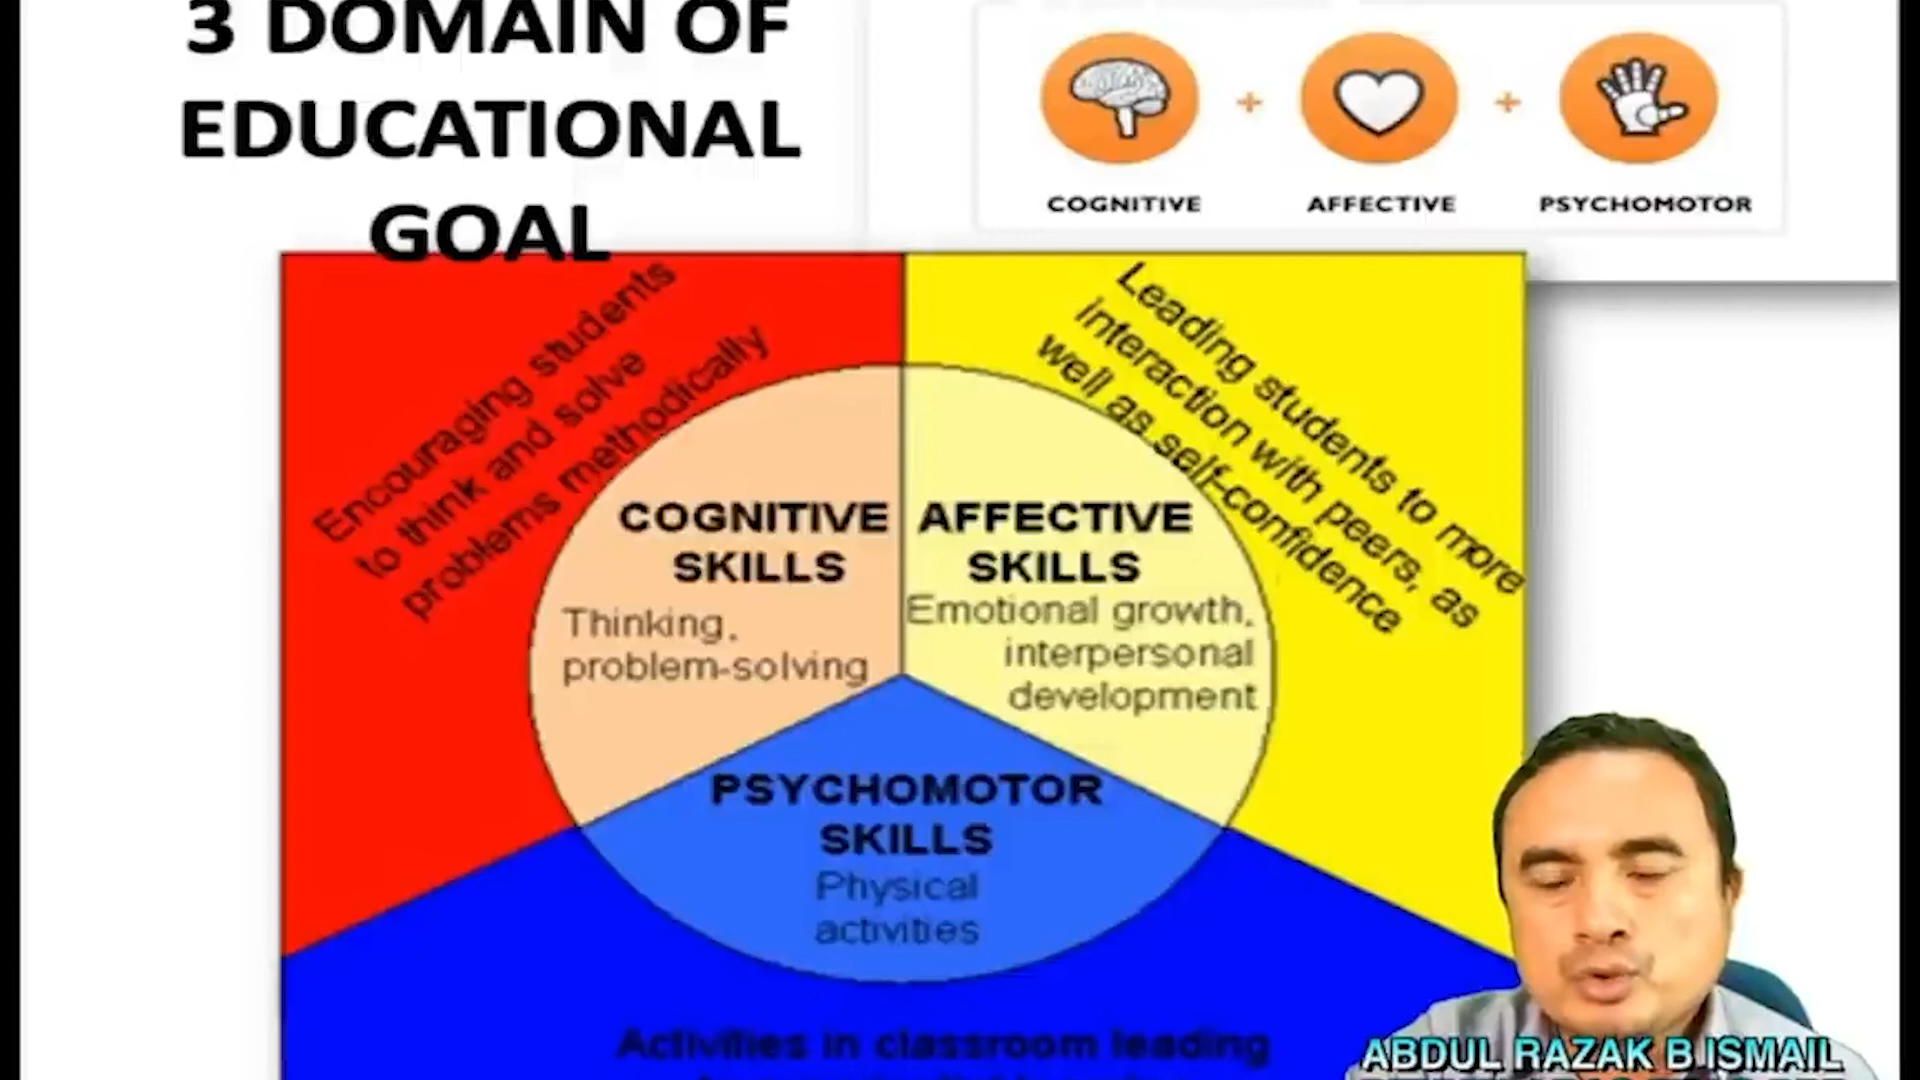 3 DOMAIN OF
EDUCATIONAL
GOAL
COGNITIVE
+
AFFECTIVE
+
PSYCHOMOTOR
Encouraging students
to think and solve
problems methodically
Leading students to more
interaction with peers, as
well as self-confidence
COGNITIVE
SKILLS
Thinking,
problem-solving
AFFECTIVE
SKILLS
Emotional growth,
interpersonal
development
PSYCHOMOTOR
SKILLS
Physical
activities
Activities in classroom leading
ABDUL RAZAK B ISMAIL